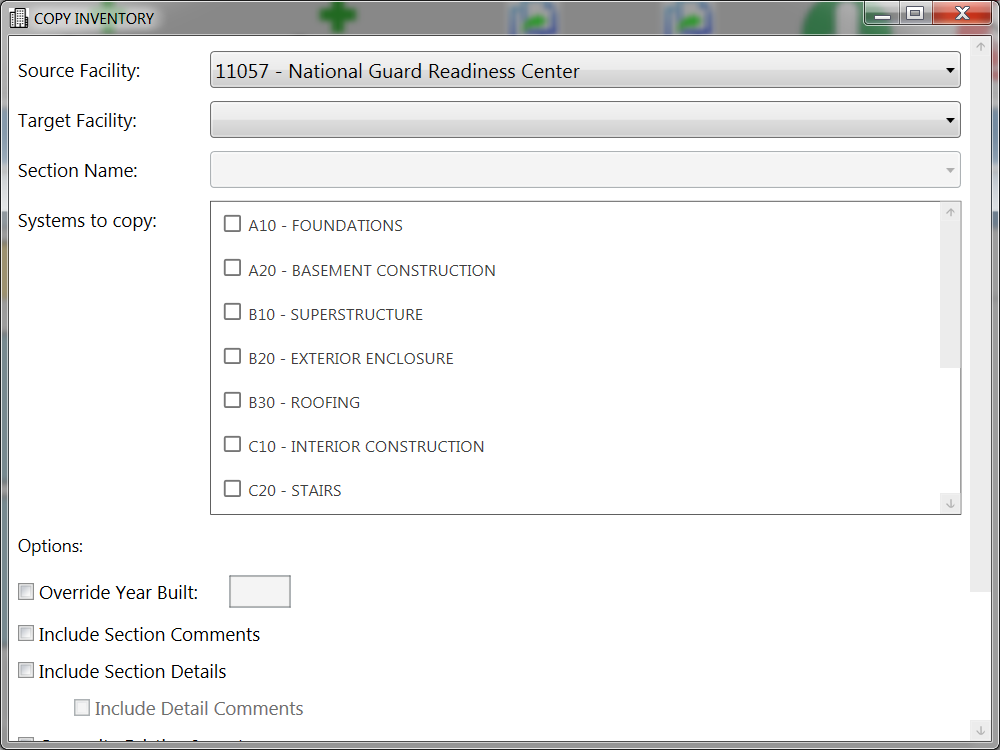 COPY INVENTORY
Source Facility: 11057 - National Guard Readiness Center
Target Facility:
Section Name:
Systems to copy:
A10 - FOUNDATIONS
A20 - BASEMENT CONSTRUCTION
B10 - SUPERSTRUCTURE
B20 - EXTERIOR ENCLOSURE
B30 - ROOFING
C10 - INTERIOR CONSTRUCTION
C20 - STAIRS
Options:
Override Year Built:
Include Section Comments
Include Section Details
Include Detail Comments